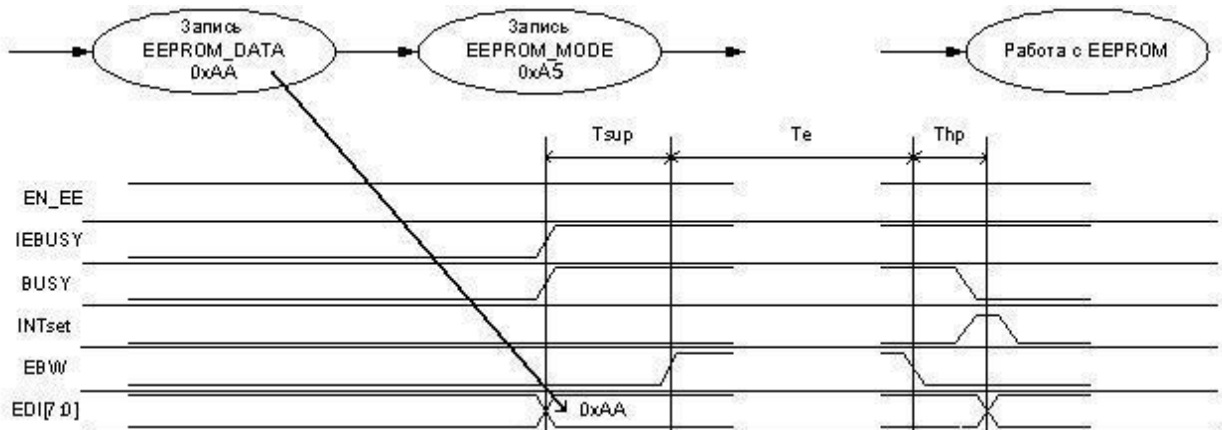 Запись
EEPROM_DATA
0xAA
Запись
EEPROM_MODE
0xA5
Работа с EEPROM
Tsup
Te
Thp
EN_EE
IEBUSY
BUSY
INTset
EBW
EDI[7:0]
0xAA